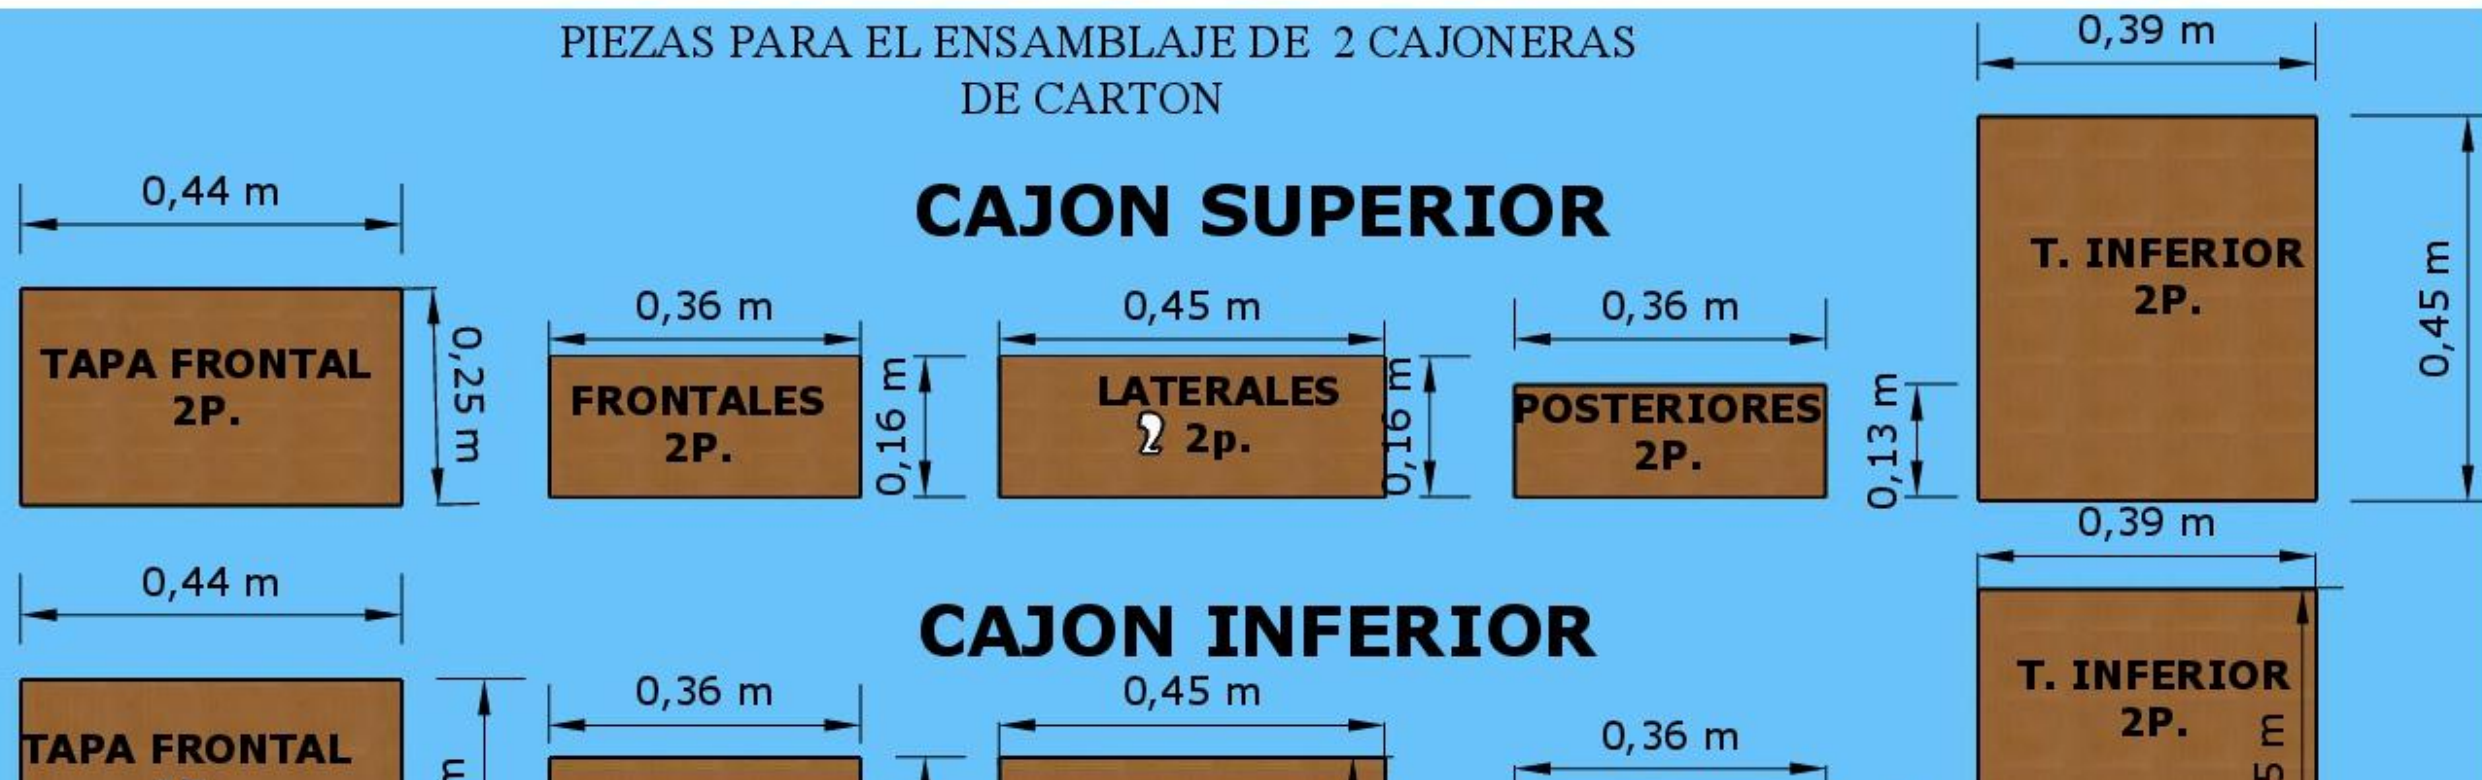 PIEZAS PARA EL ENSAMBLAJE DE 2 CAJONERAS
DE CARTON
0,39 m
0,44 m
CAJON SUPERIOR
T. INFERIOR
2P.
0,45 m
0,36 m
0,45 m
0,36 m
TAPA FRONTAL
2P.
0,25 m
FRONTALES
2P.
0,16 m
LATERALES
2 2p.
0,16 m
POSTERIORES
2P.
0,13 m
0,39 m
0,44 m
CAJON INFERIOR
T. INFERIOR
2P.
0,36 m
0,45 m
0,36 m
TAPA FRONTAL